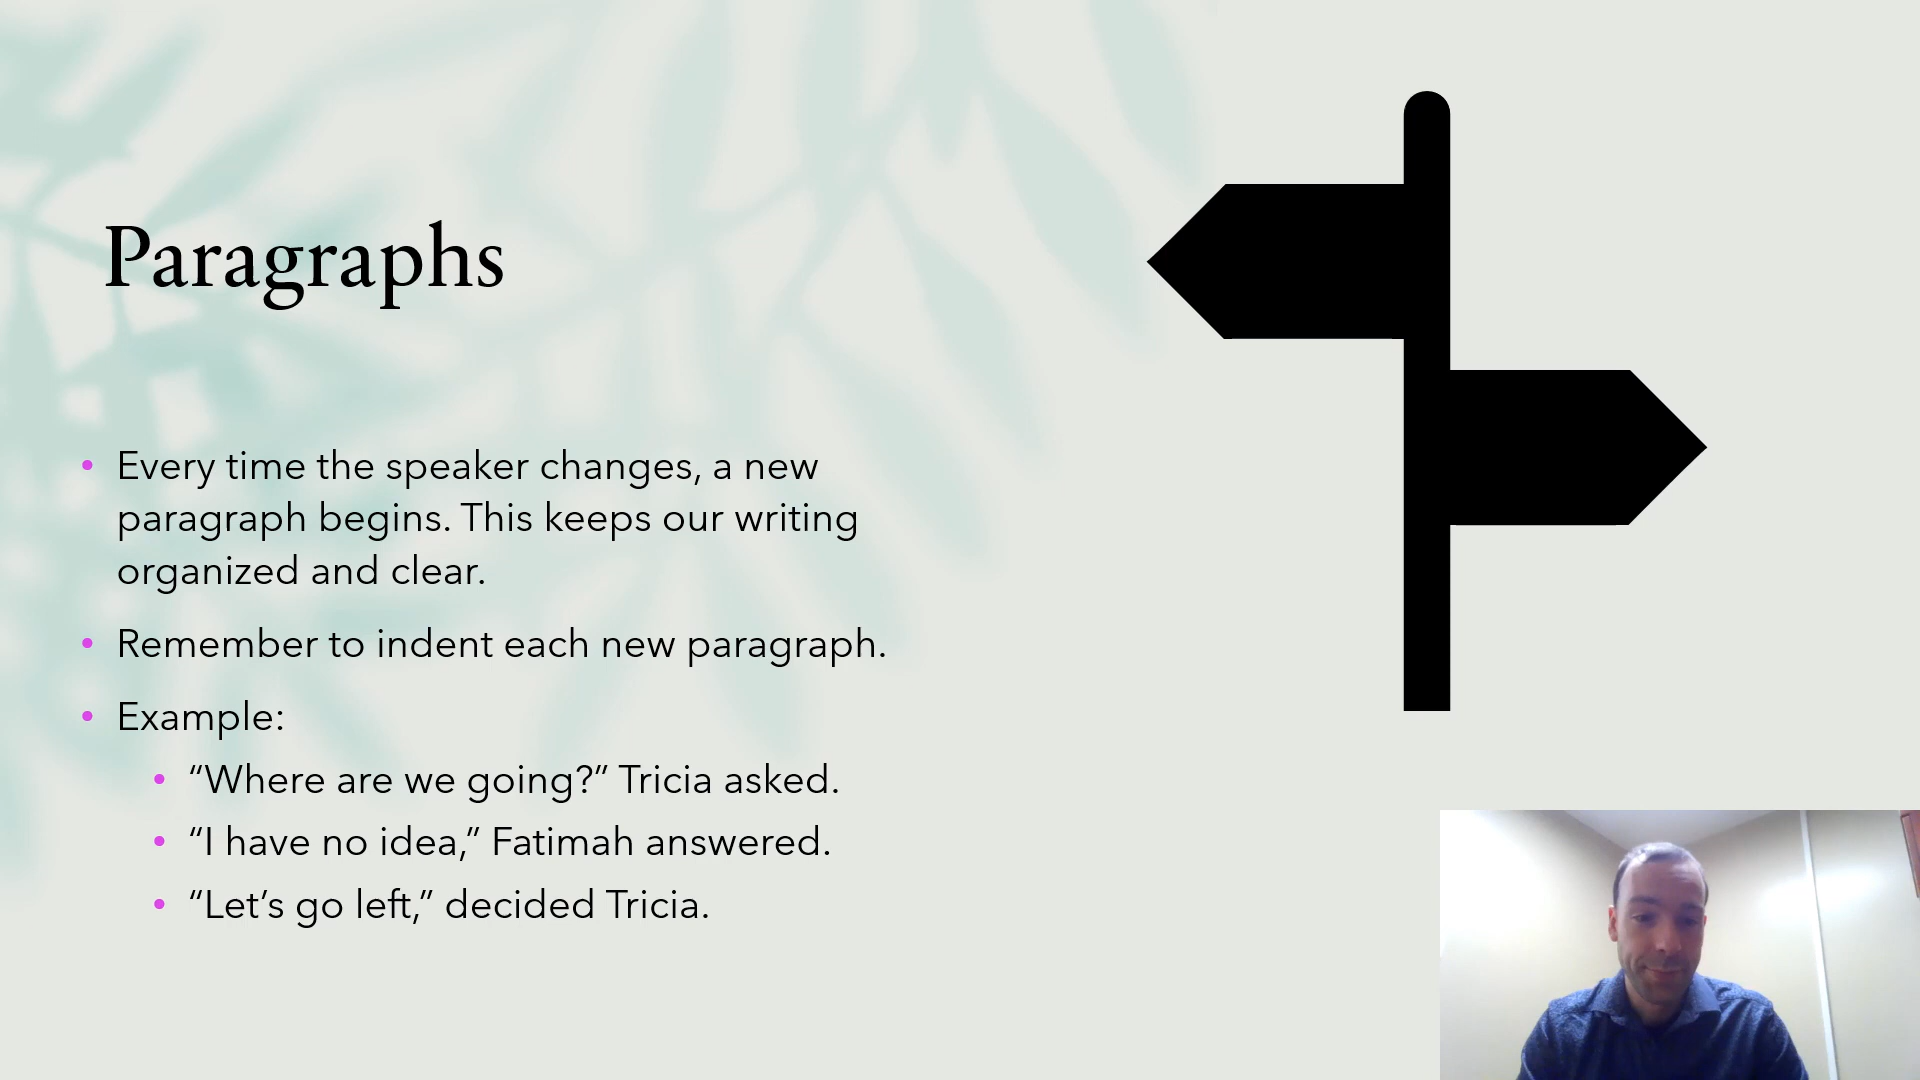 Paragraphs
• Every time the speaker changes, a new
paragraph begins. This keeps our writing
organized and clear.
• Remember to indent each new paragraph.
• Example:
• “Where are we going?” Tricia asked.
• “I have no idea,” Fatimah answered.
• “Let’s go left,” decided Tricia.